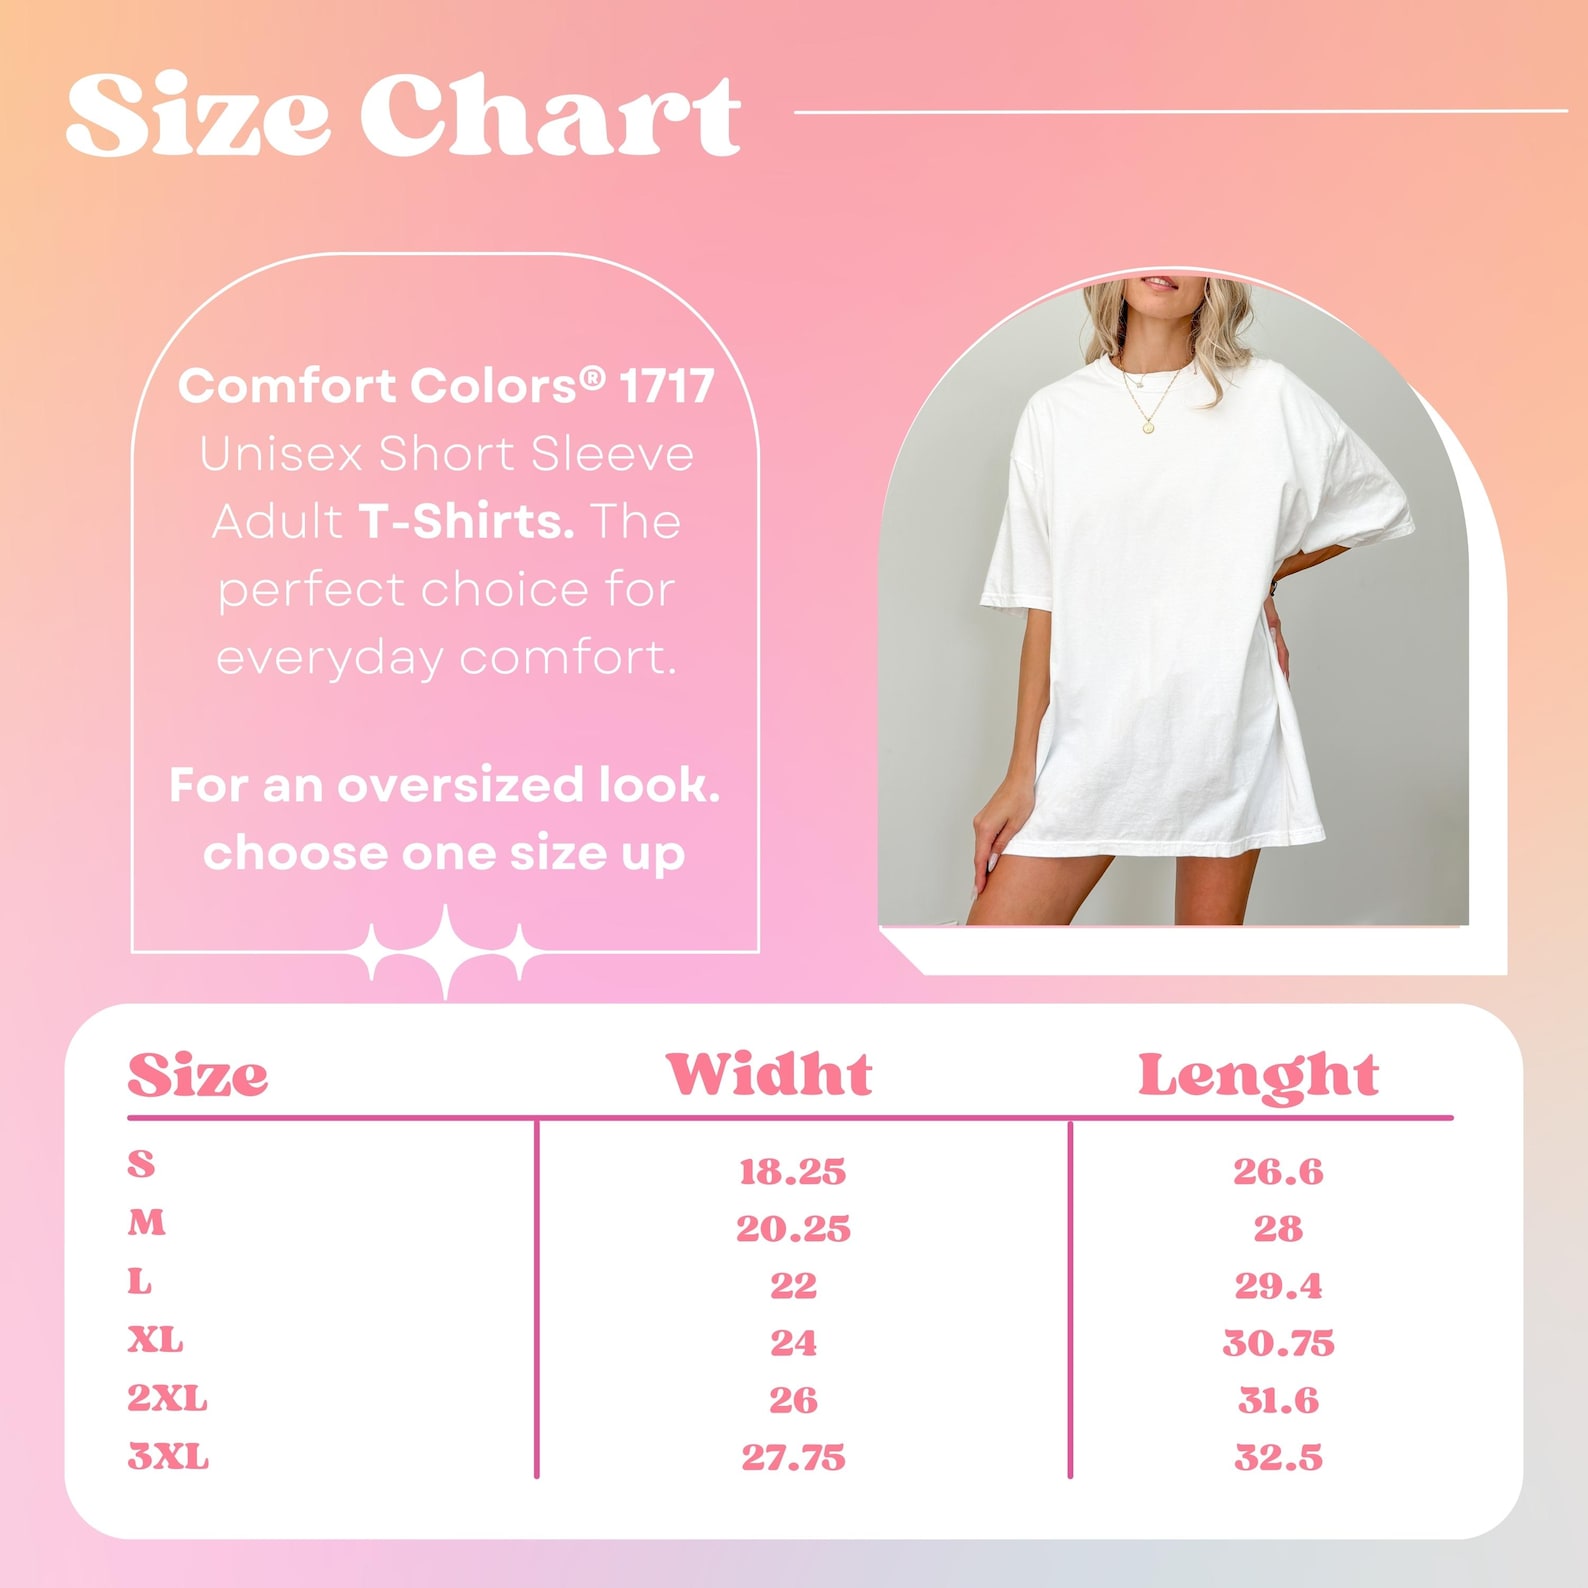 Size Chart
Comfort Colors® 1717
Unisex Short Sleeve
Adult T-Shirts. The
perfect choice for
everyday comfort.
For an oversized look.
choose one size up
Size Widht Lenght
S 18.25 26.6
M 20.25 28
L 22 29.4
XL 24 30.75
2XL 26 31.6
3XL 27.75 32.5